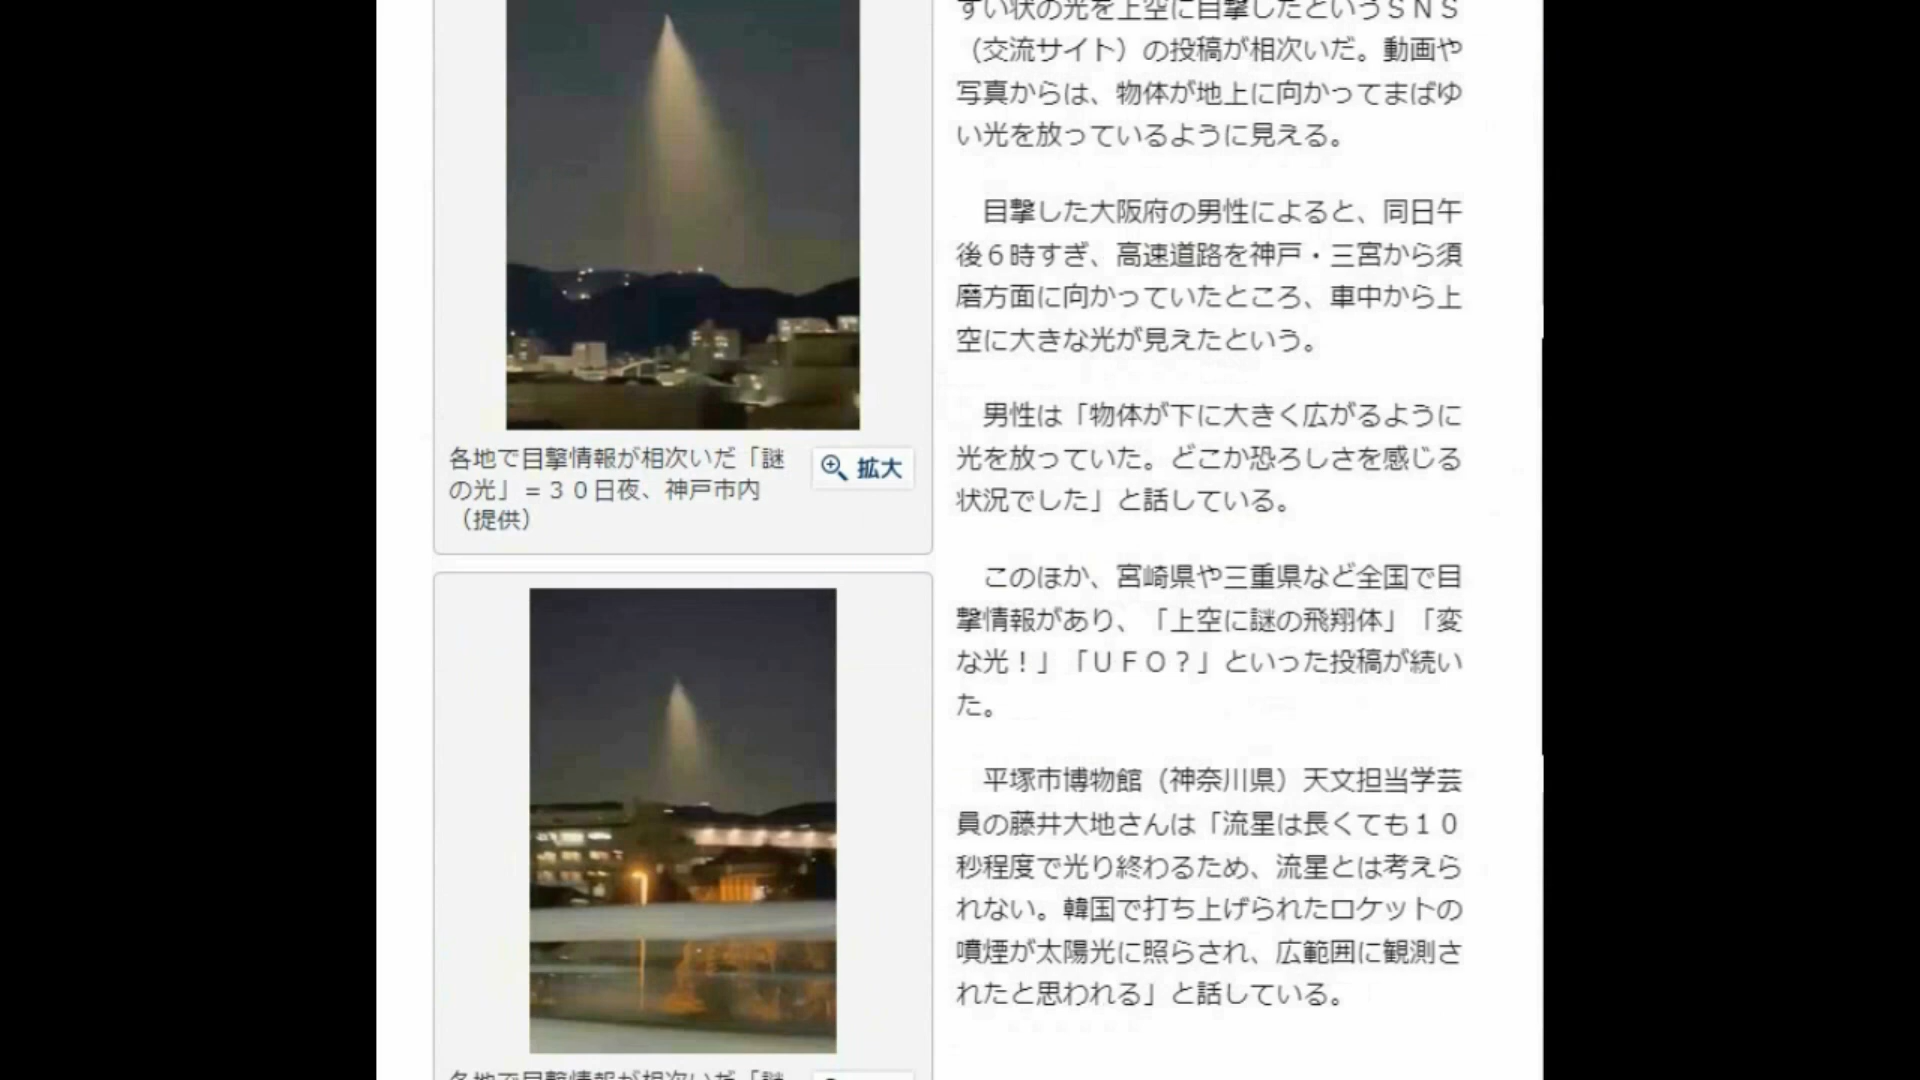 すい状の光を上空に目撃したというＳＮＳ
（交流サイト）の投稿が相次いだ。動画や
写真からは、物体が地上に向かってまばゆ
い光を放っているように見える。
目撃した大阪府の男性によると、同日午
後６時すぎ、高速道路を神戸・三宮から須
磨方面に向かっていたところ、車中から上
空に大きな光が見えたという。
男性は「物体が下に大きく広がるように
光を放っていた。どこか恐ろしさを感じる
状況でした」と話している。
このほか、宮崎県や三重県など全国で目
撃情報があり、「上空に謎の飛翔体」「変
な光！」「ＵＦＯ？」といった投稿が続い
た。
平塚市博物館（神奈川県）天文担当学芸
員の藤井大地さんは「流星は長くても１０
秒程度で光り終わるため、流星とは考えら
れない。韓国で打ち上げられたロケットの
噴煙が太陽光に照らされ、広範囲に観測さ
れたと思われる」と話している。
各地で目撃情報が相次いだ「謎
の光」＝３０日夜、神戸市内
（提供）
拡大
各地で目撃情報が相次いだ「謎